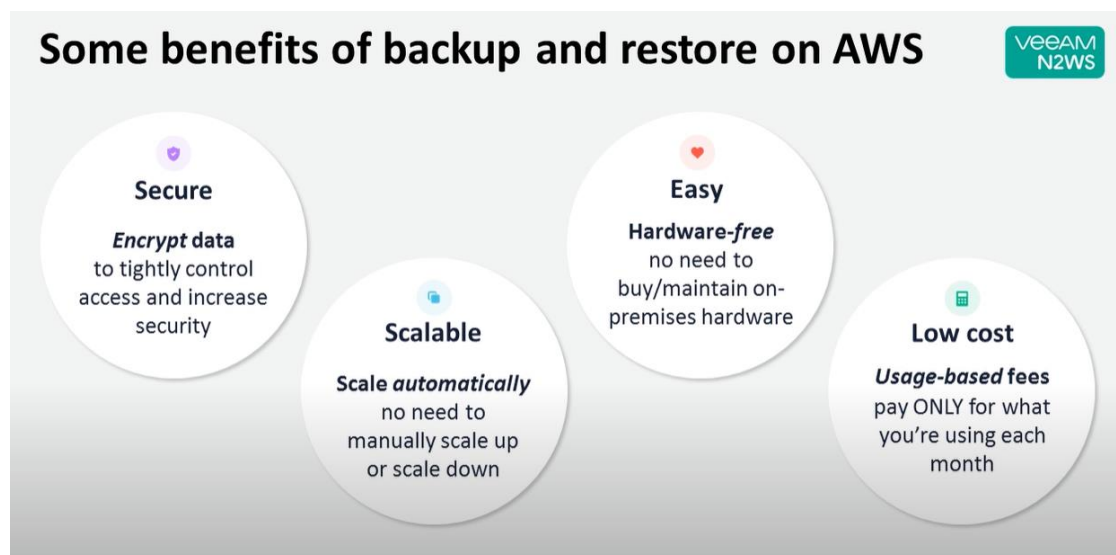 Some benefits of backup and restore on AWS
veeAM
N2WS
Secure
Encrypt data
to tightly control
access and increase
security
Scalable
Scale automatically
no need to
manually scale up
or scale down
Easy
Hardware-free
no need to
buy/maintain on-
premises hardware
Low cost
Usage-based fees
pay ONLY for what
you're using each
month